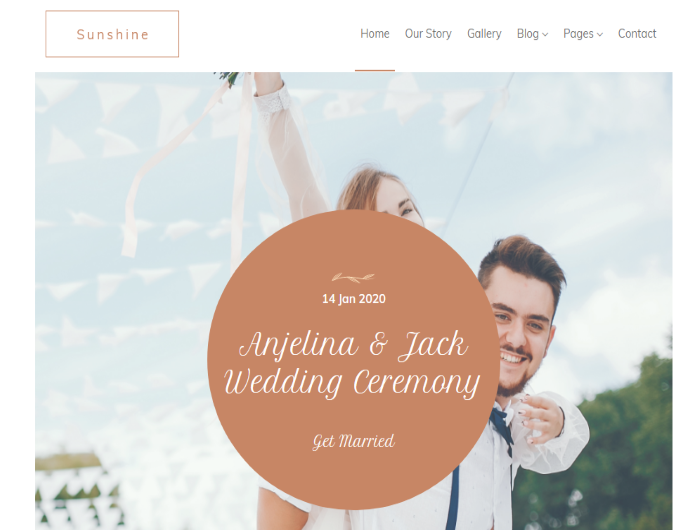 Sunshine
Home Our Story Gallery Blog Pages Contact
14 Jan 2020
Anjelina & Jack
Wedding Ceremony
Get Married